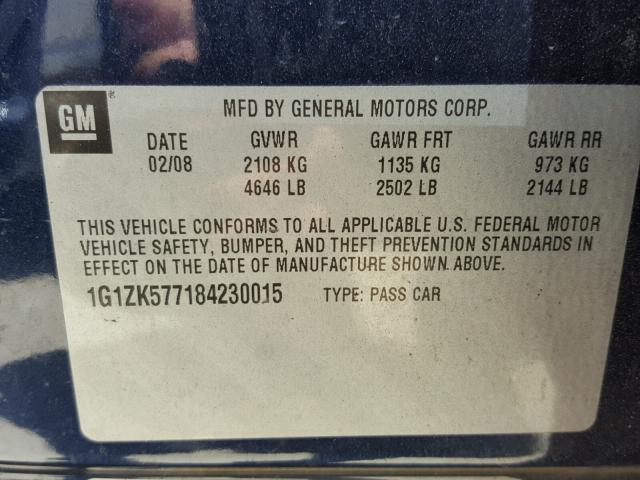 GM®
MFD BY GENERAL MOTORS CORP.
DATE GVWR GAWR FRT GAWR RR
02/08 2108 KG 1135 KG 973 KG
4646 LB 2502 LB 2144 LB
THIS VEHICLE CONFORMS TO ALL APPLICABLE U.S. FEDERAL MOTOR
VEHICLE SAFETY, BUMPER, AND THEFT PREVENTION STANDARDS IN
EFFECT ON THE DATE OF MANUFACTURE SHOWN ABOVE.
1G1ZK577184230015 TYPE: PASS CAR